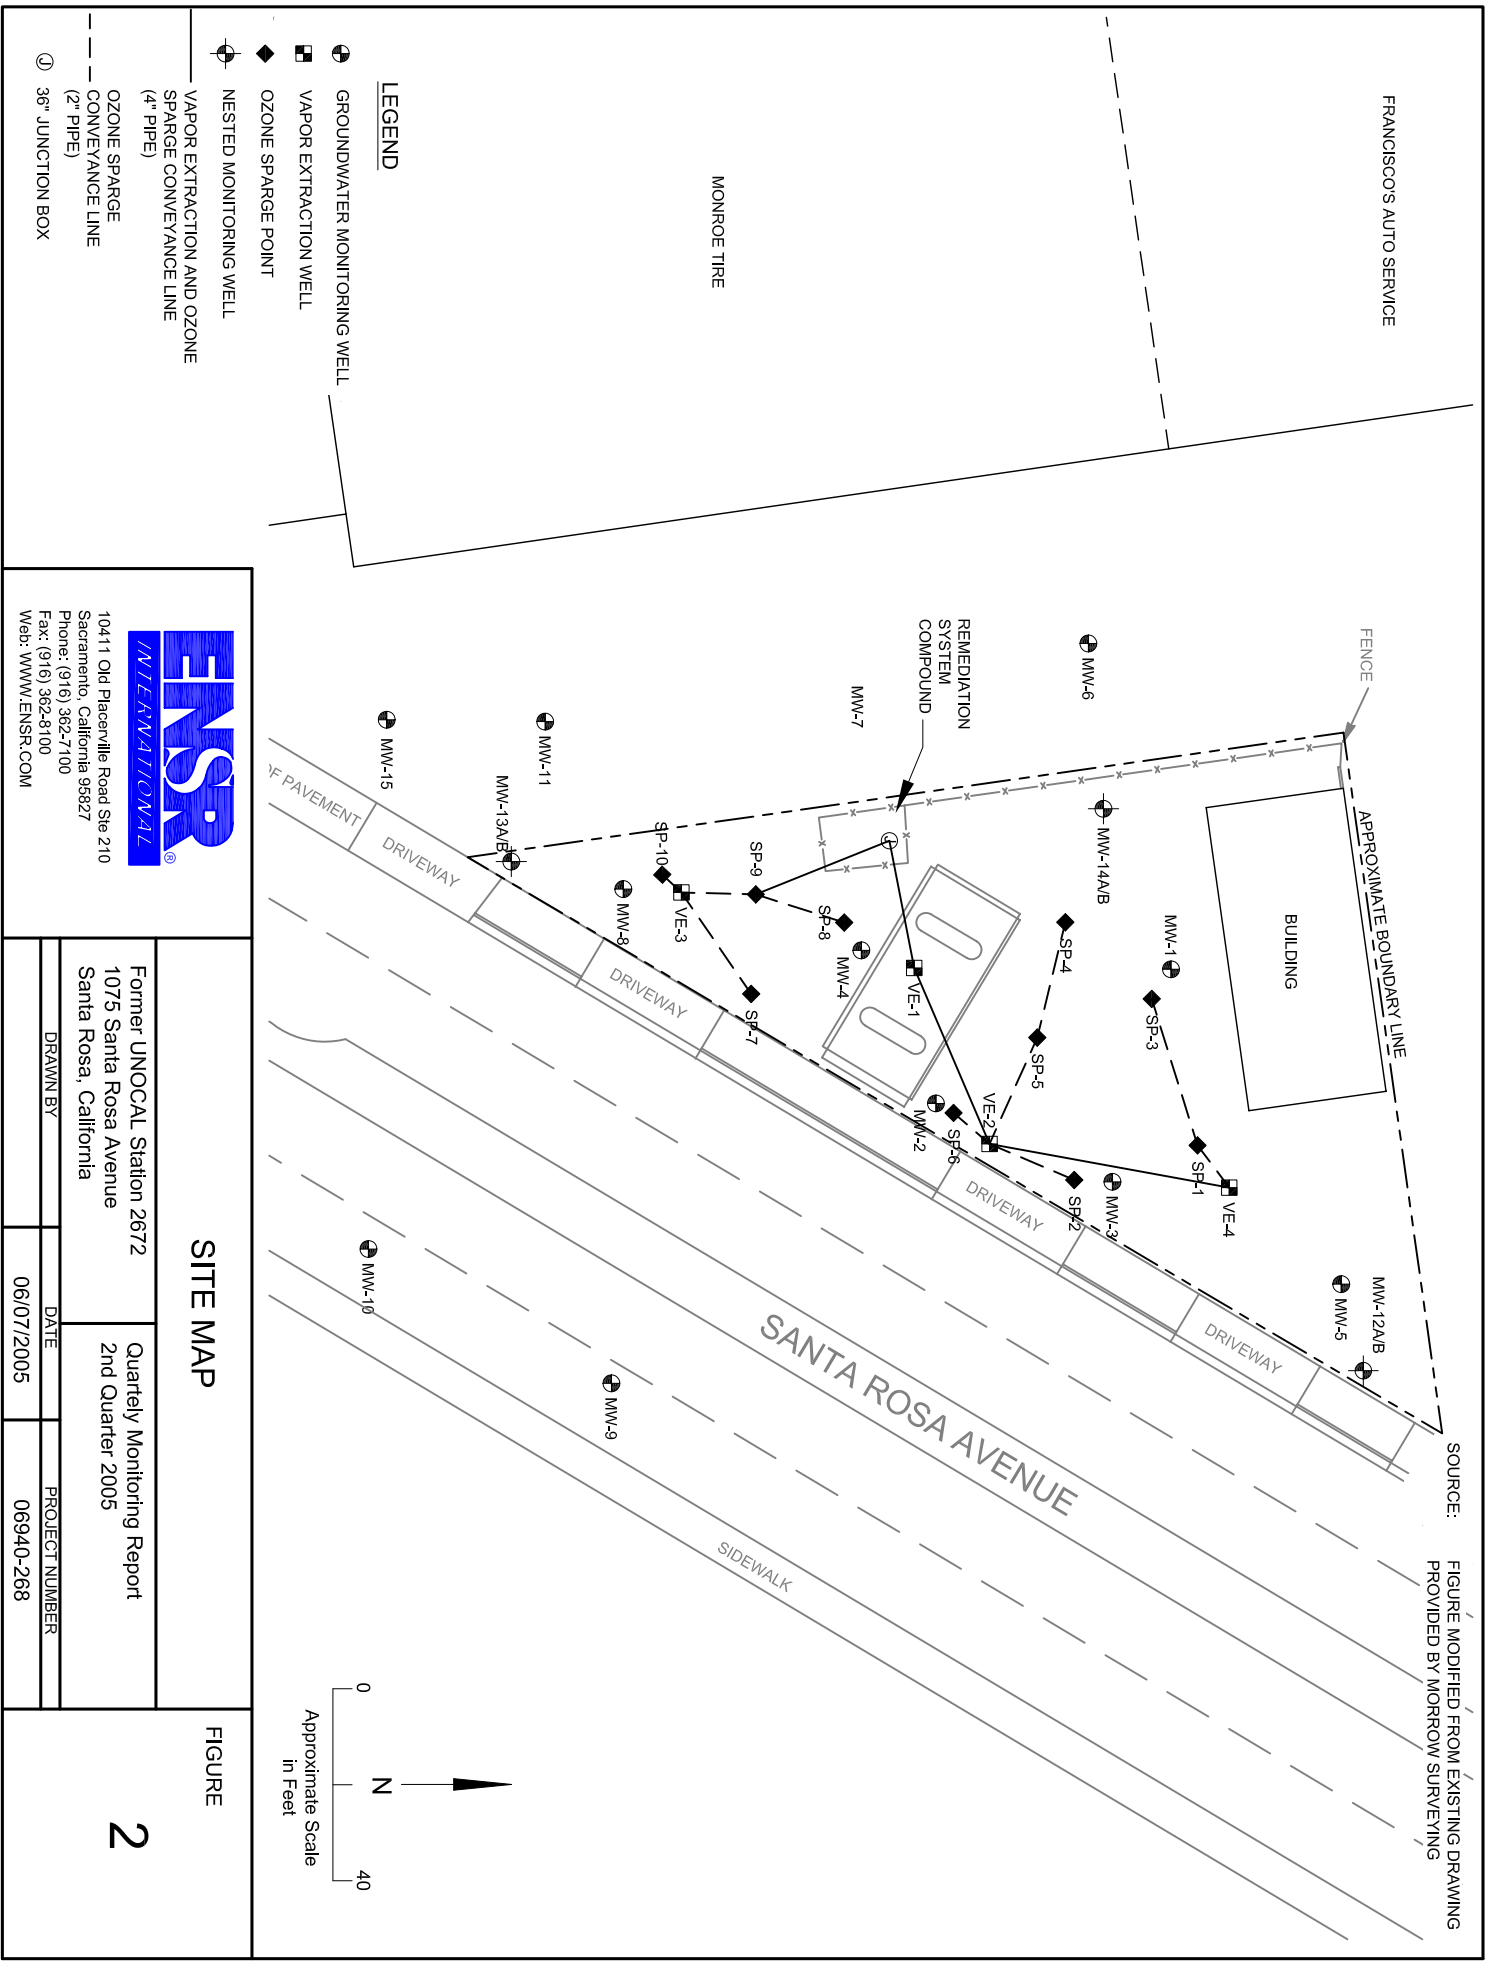 SOURCE:
FIGURE MODIFIED FROM EXISTING DRAWING
PROVIDED BY MORROW SURVEYING
FRANCISCO'S AUTO SERVICE
MONROE TIRE
FENCE
APPROXIMATE BOUNDARY LINE
BUILDING
MW-12A/B
MW-5
VE-4
SP-1
MW-1
SP-3
MW-14A/B
MW-6
MW-3
SP-2
SP-4
SP-5
VE-2
SP-6
MW-2
REMEDIATION
SYSTEM
COMPOUND
J
VE-1
MW-7
MW-4
SP-8
SP-9
SP-7
VE-3
SP-10
MW-8
MW-13A/B
MW-11
MW-15
MW-9
MW-10
DRIVEWAY
DRIVEWAY
DRIVEWAY
DRIVEWAY
OF PAVEMENT
SANTA ROSA AVENUE
SIDEWALK
N
0
40
Approximate Scale
in Feet
LEGEND
GROUNDWATER MONITORING WELL
VAPOR EXTRACTION WELL
OZONE SPARGE POINT
NESTED MONITORING WELL
VAPOR EXTRACTION AND OZONE
SPARGE CONVEYANCE LINE
(4" PIPE)
OZONE SPARGE
CONVEYANCE LINE
(2" PIPE)
J 36" JUNCTION BOX
ENSR
INTERNATIONAL
®
10411 Old Placerville Road Ste 210
Sacramento, California 95827
Phone: (916) 362-7100
Fax: (916) 362-8100
Web: WWW.ENSR.COM
SITE MAP
Former UNOCAL Station 2672
1075 Santa Rosa Avenue
Santa Rosa, California
Quartely Monitoring Report
2nd Quarter 2005
DRAWN BY
DATE
PROJECT NUMBER
06/07/2005
06940-268
FIGURE
2